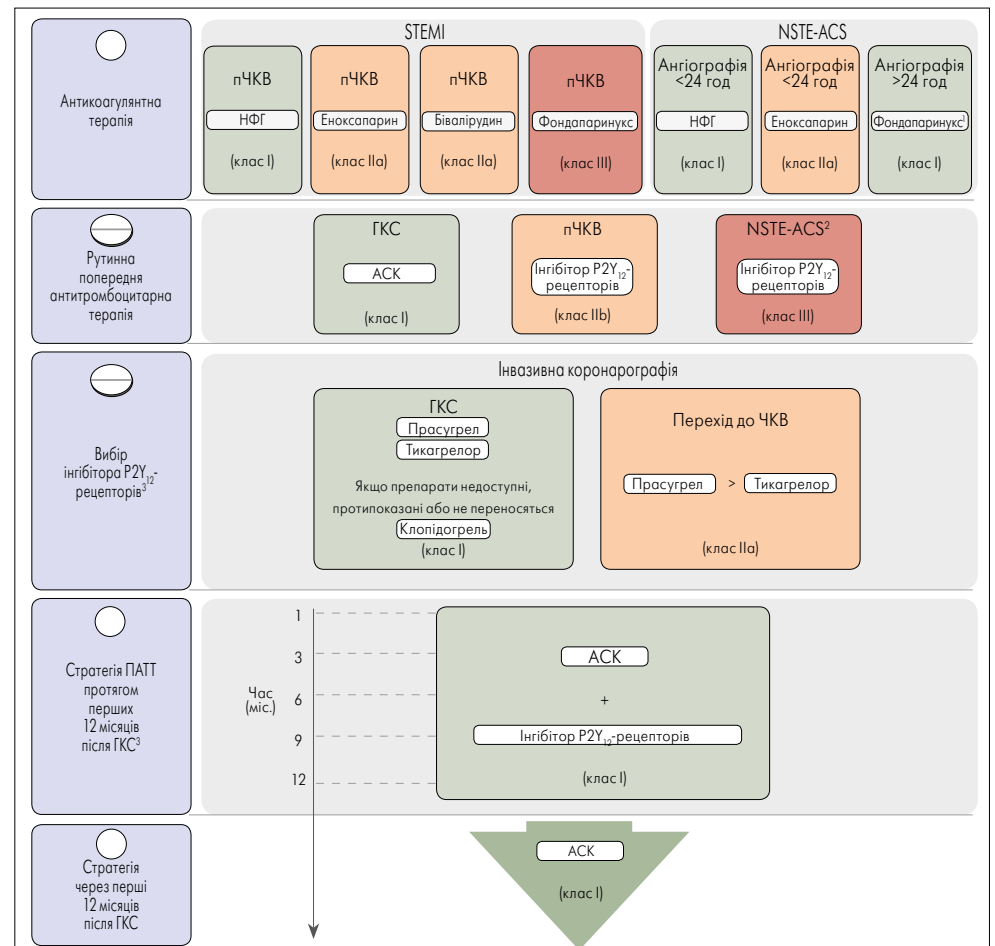 STEMI
NSTE-ACS
Антикоагулянтна
терапія
пЧКВ
НФГ
(клас I)
пЧКВ
Еноксапарин
(клас IIa)
пЧКВ
Бівалірудин
(клас IIa)
пЧКВ
Фондапаринукс
(клас III)
Ангіографія
<24 год
НФГ
(клас I)
Ангіографія
<24 год
Еноксапарин
(клас IIa)
Ангіографія
>24 год
Фондапаринукс¹
(клас I)
Рутинна
попередня
антитромбоцитарна
терапія
ГКС
АСК
(клас I)
пЧКВ
Інгібітор P2Y₁₂-
рецепторів
(клас IIb)
NSTE-ACS²
Інгібітор P2Y₁₂-
рецепторів
(клас III)
Вибір
інгібітора P2Y₁₂-
рецепторів³
Інвазивна коронарографія
ГКС
Прасугрел
Тикагрелор
Якщо препарати недоступні,
протипоказані або не переносяться
Клопідогрель
(клас I)
Перехід до ЧКВ
Прасугрел > Тикагрелор
(клас IIa)
Стратегія ПАТТ
протягом
перших
12 місяців
після ГКС³
Час
(міс.)
1
3
6
9
12
АСК
+
Інгібітор P2Y₁₂-рецепторів
(клас I)
Стратегія
через перші
12 місяців
після ГКС
АСК
(клас I)